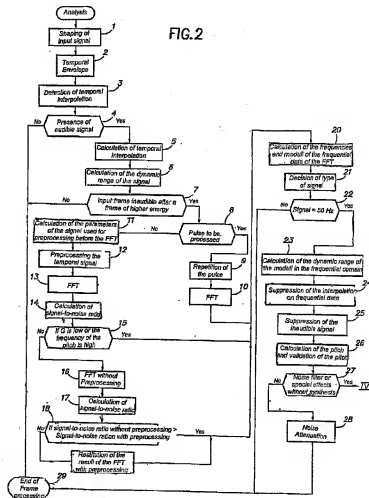 FIG.2
Analysis
1
Shaping of
Input signal
2
Temporal
Envelope
3
Detection of temporal
Interpolation
4
Presence of
audible signal
No
Yes
5
Calculation of temporal
interpolation
6
Calculation of the dynamic
range of the signal
7
Input frame inaudible after a
frame of higher energy
No
Yes
8
Pulse to be
processed
No
Yes
9
Repetition of
the pulse
10
FFT
11
Calculation of the parameters
of the signal used for
preprocessing before the FFT
12
Preprocessing the
temporal signal
13
FFT
14
Calculation of
signal-to-noise ratio
15
If G is low or the
frequency of the
pitch is high
No
Yes
16
FFT without
Preprocessing
17
Calculation of
signal-to-noise ratio
18
If signal-to-noise ratio without preprocessing >
Signal-to-noise ration with preprocessing
No
Yes
Restitution of the
result of the FFT
with preprocessing
20
Calculation of the frequencies
and moduli of the frequential
data of the FFT
21
Decision of type of
signal
22
Signal = 50 Hz
No
Yes
23
Calculation of the dynamic range of
the moduli in the frequential domain
24
Suppression of the interpolation
on frequential data
25
Suppression of the
inaudible signal
26
Calculation of the pitch
and validation of the pitch
27
Noise filter or
special effects
without synthesis
No
Yes
IV
28
Noise
Attenuation
29
End of
Frame
processing